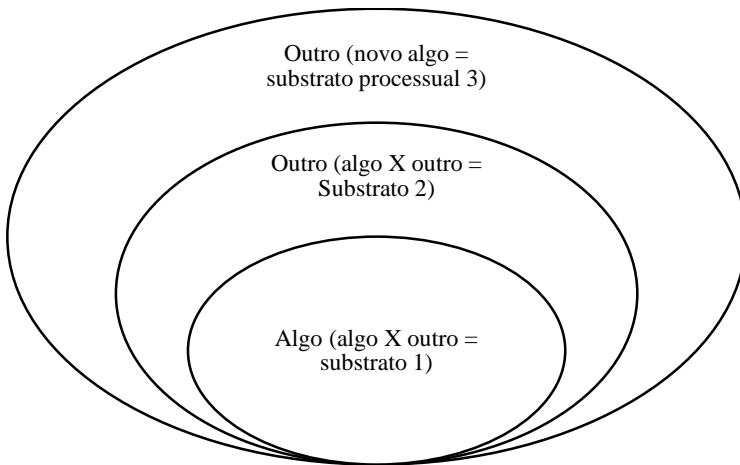 Outro (novo algo =
substrato processual 3)
Outro (algo X outro =
Substrato 2)
Algo (algo X outro =
substrato 1)